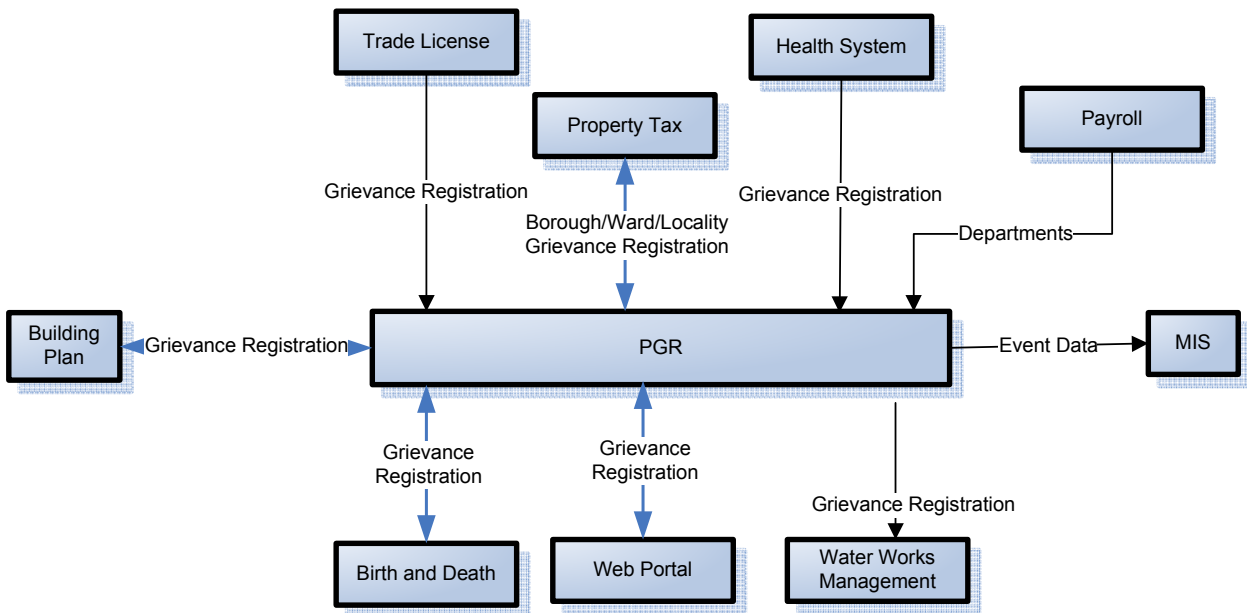 Trade License
Health System
Property Tax
Payroll
Grievance Registration
Grievance Registration
Borough/Ward/Locality
Grievance Registration
Departments
Building
Plan
Grievance Registration
PGR
Event Data
MIS
Grievance
Registration
Grievance
Registration
Grievance Registration
Birth and Death
Web Portal
Water Works
Management